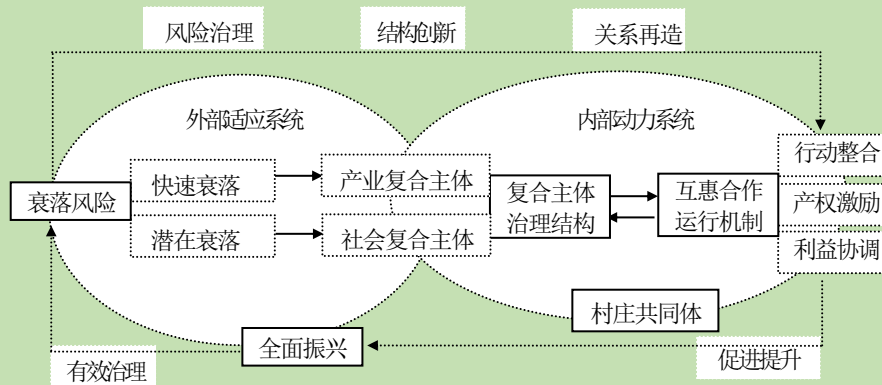 风险治理
结构创新
关系再造
外部适应系统
内部动力系统
行动整合
快速衰落
产业复合主体
衰落风险
复合主体
治理结构
互惠合作
运行机制
产权激励
潜在衰落
社会复合主体
利益协调
村庄共同体
全面振兴
有效治理
促进提升